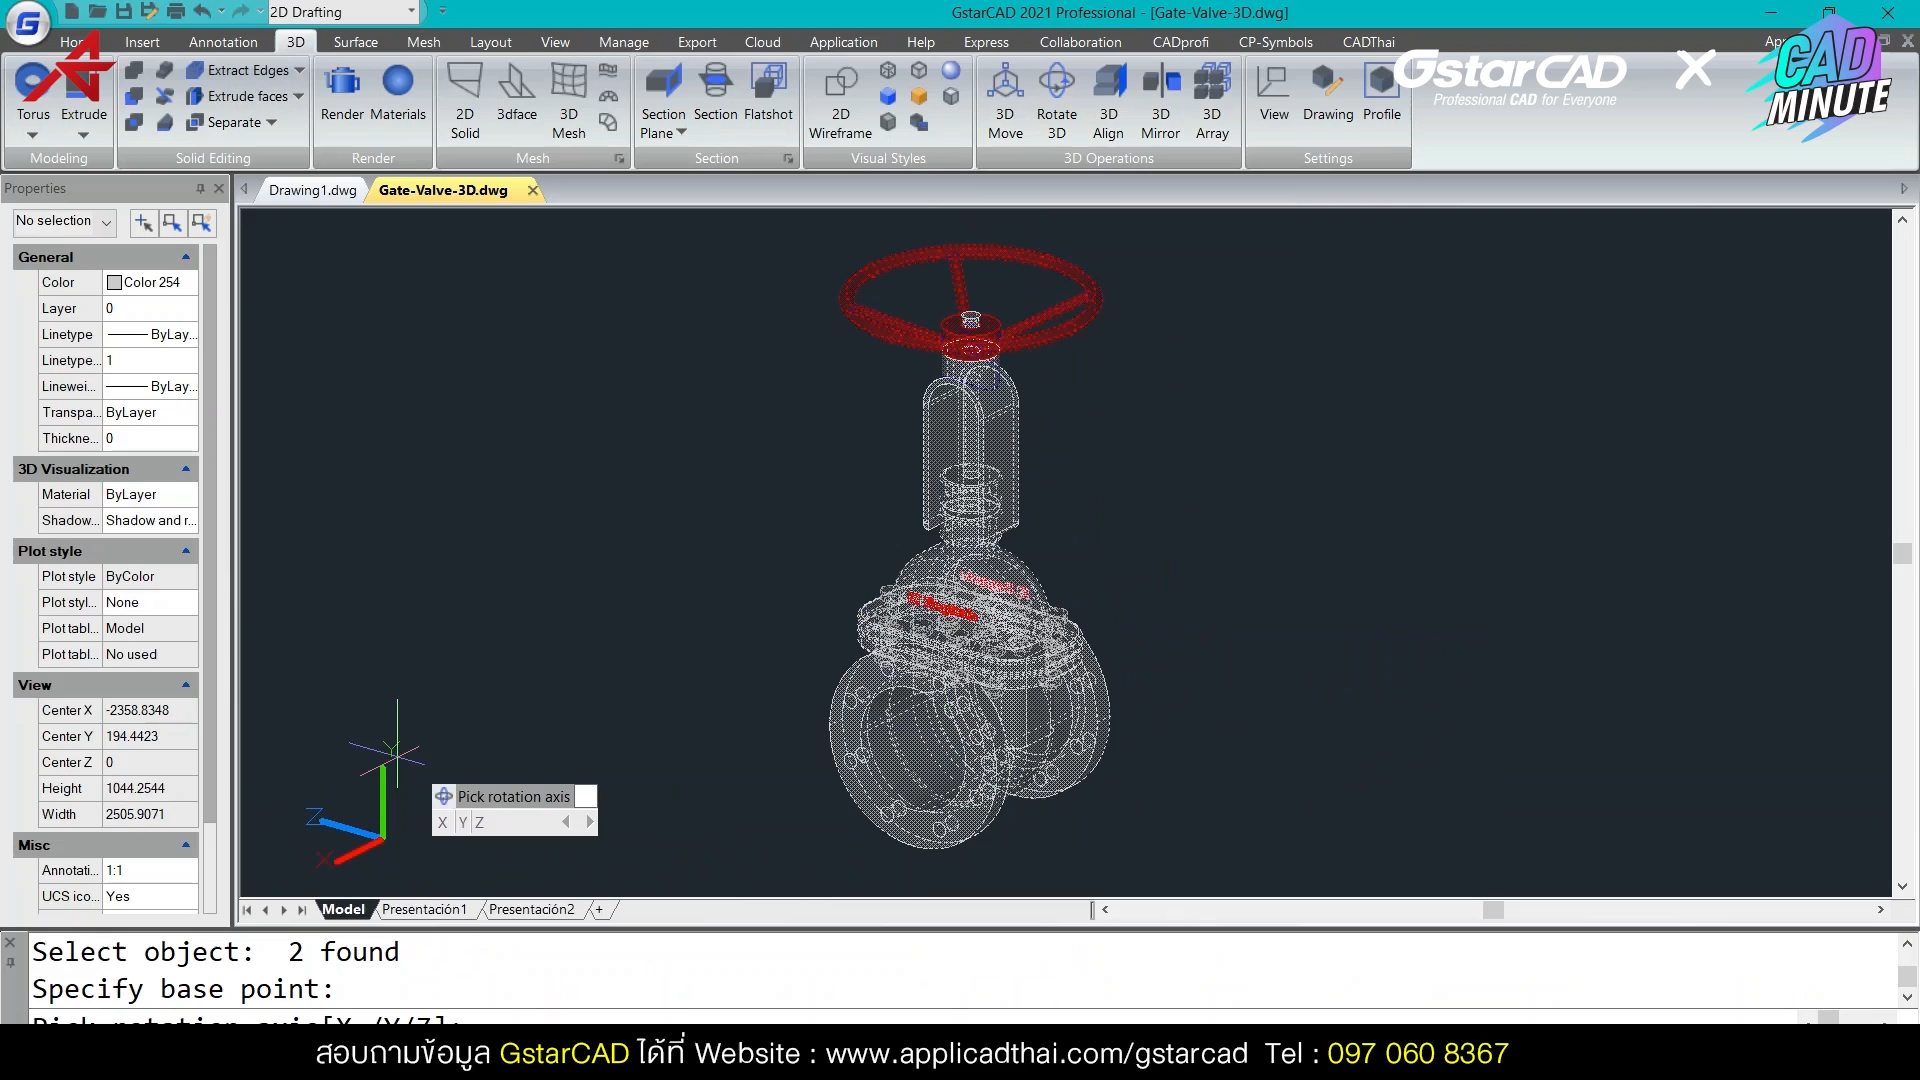 2D Drafting
GstarCAD 2021 Professional - [Gate-Valve-3D.dwg]
Insert Annotation 3D Surface Mesh Layout View Manage Export Cloud Application Help Express Collaboration CADprofi CP-Symbols CADThai
Torus
Extrude
Modeling
Extract Edges
Extrude faces
Separate
Solid Editing
Render
Materials
Render
2D Solid
3dface
3D Mesh
Mesh
Section Plane
Section
Flatshot
Section
2D Wireframe
Visual Styles
3D Move
Rotate 3D
3D Align
3D Mirror
3D Array
3D Operations
View
Drawing
Profile
Settings
GstarCAD
Professional CAD for Everyone
X
CAD
MINUTE
Properties
No selection
General
Color Color 254
Layer 0
Linetype ByLay...
Linetype... 1
Linewei... ByLay...
Transpa... ByLayer
Thickne... 0
3D Visualization
Material ByLayer
Shadow... Shadow and r...
Plot style
Plot style ByColor
Plot styl... None
Plot tabl... Model
Plot tabl... No used
View
Center X -2358.8348
Center Y 194.4423
Center Z 0
Height 1044.2544
Width 2505.9071
Misc
Annotati... 1:1
UCS ico... Yes
Drawing1.dwg
Gate-Valve-3D.dwg
Y
Z
X
Pick rotation axis
X Y Z
Model Presentación1 Presentación2 +
Select object:  2 found
Specify base point:
Pick rotation axis[X /Y/Z]:
สอบถามข้อมูล GstarCAD ได้ที่ Website : www.applicadthai.com/gstarcad Tel : 097 060 8367